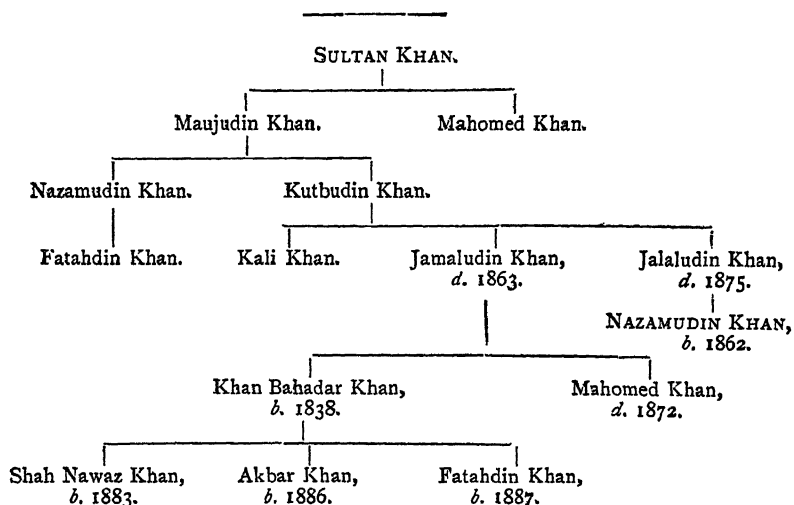 SULTAN KHAN.
Maujudin Khan. Mahomed Khan.
Nazamudin Khan. Kutbudin Khan.
Fatahdin Khan. Kali Khan. Jamaludin Khan, Jalaludin Khan,
d. 1863. d. 1875.
NAZAMUDIN KHAN,
b. 1862.
Khan Bahadar Khan, Mahomed Khan,
b. 1838. d. 1872.
Shah Nawaz Khan, Akbar Khan, Fatahdin Khan,
b. 1883. b. 1886. b. 1887.